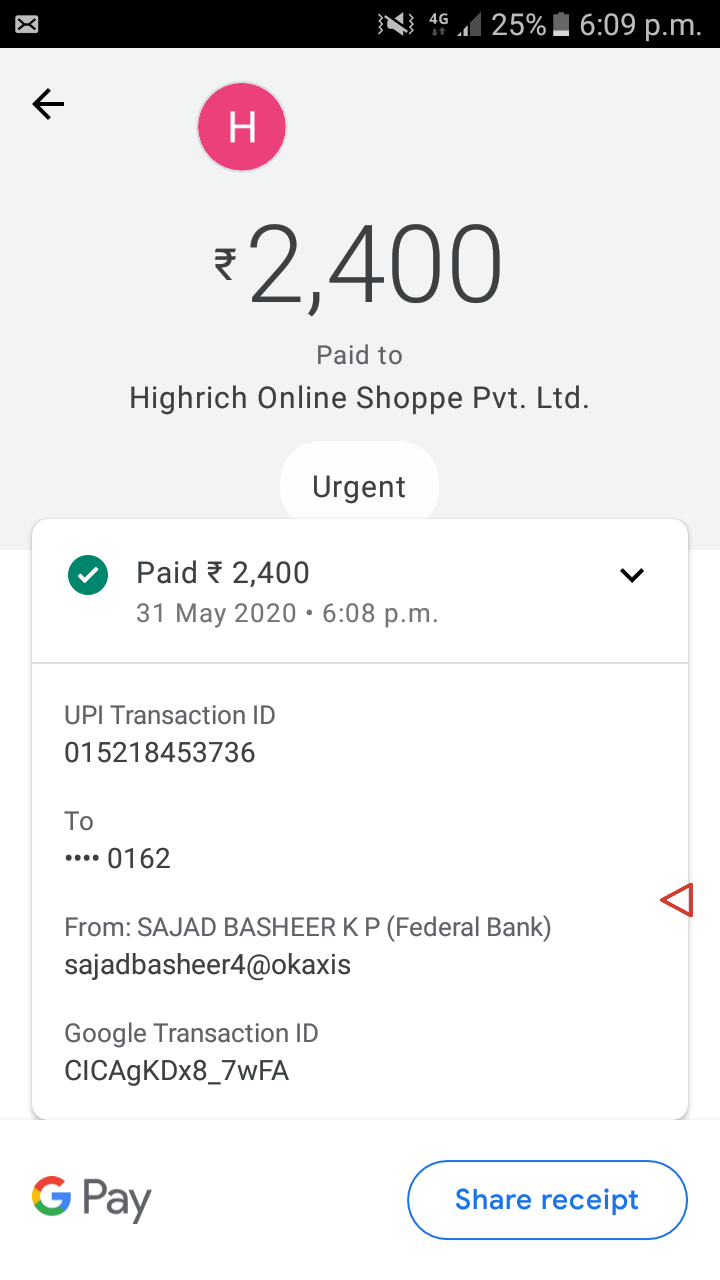 4G 25% 6:09 p.m.
H
₹2,400
Paid to
Highrich Online Shoppe Pvt. Ltd.
Urgent
Paid ₹ 2,400
31 May 2020 • 6:08 p.m.
UPI Transaction ID
015218453736
To
•••• 0162
From: SAJAD BASHEER K P (Federal Bank)
sajadbasheer4@okaxis
Google Transaction ID
CICAgKDx8_7wFA
G Pay
Share receipt